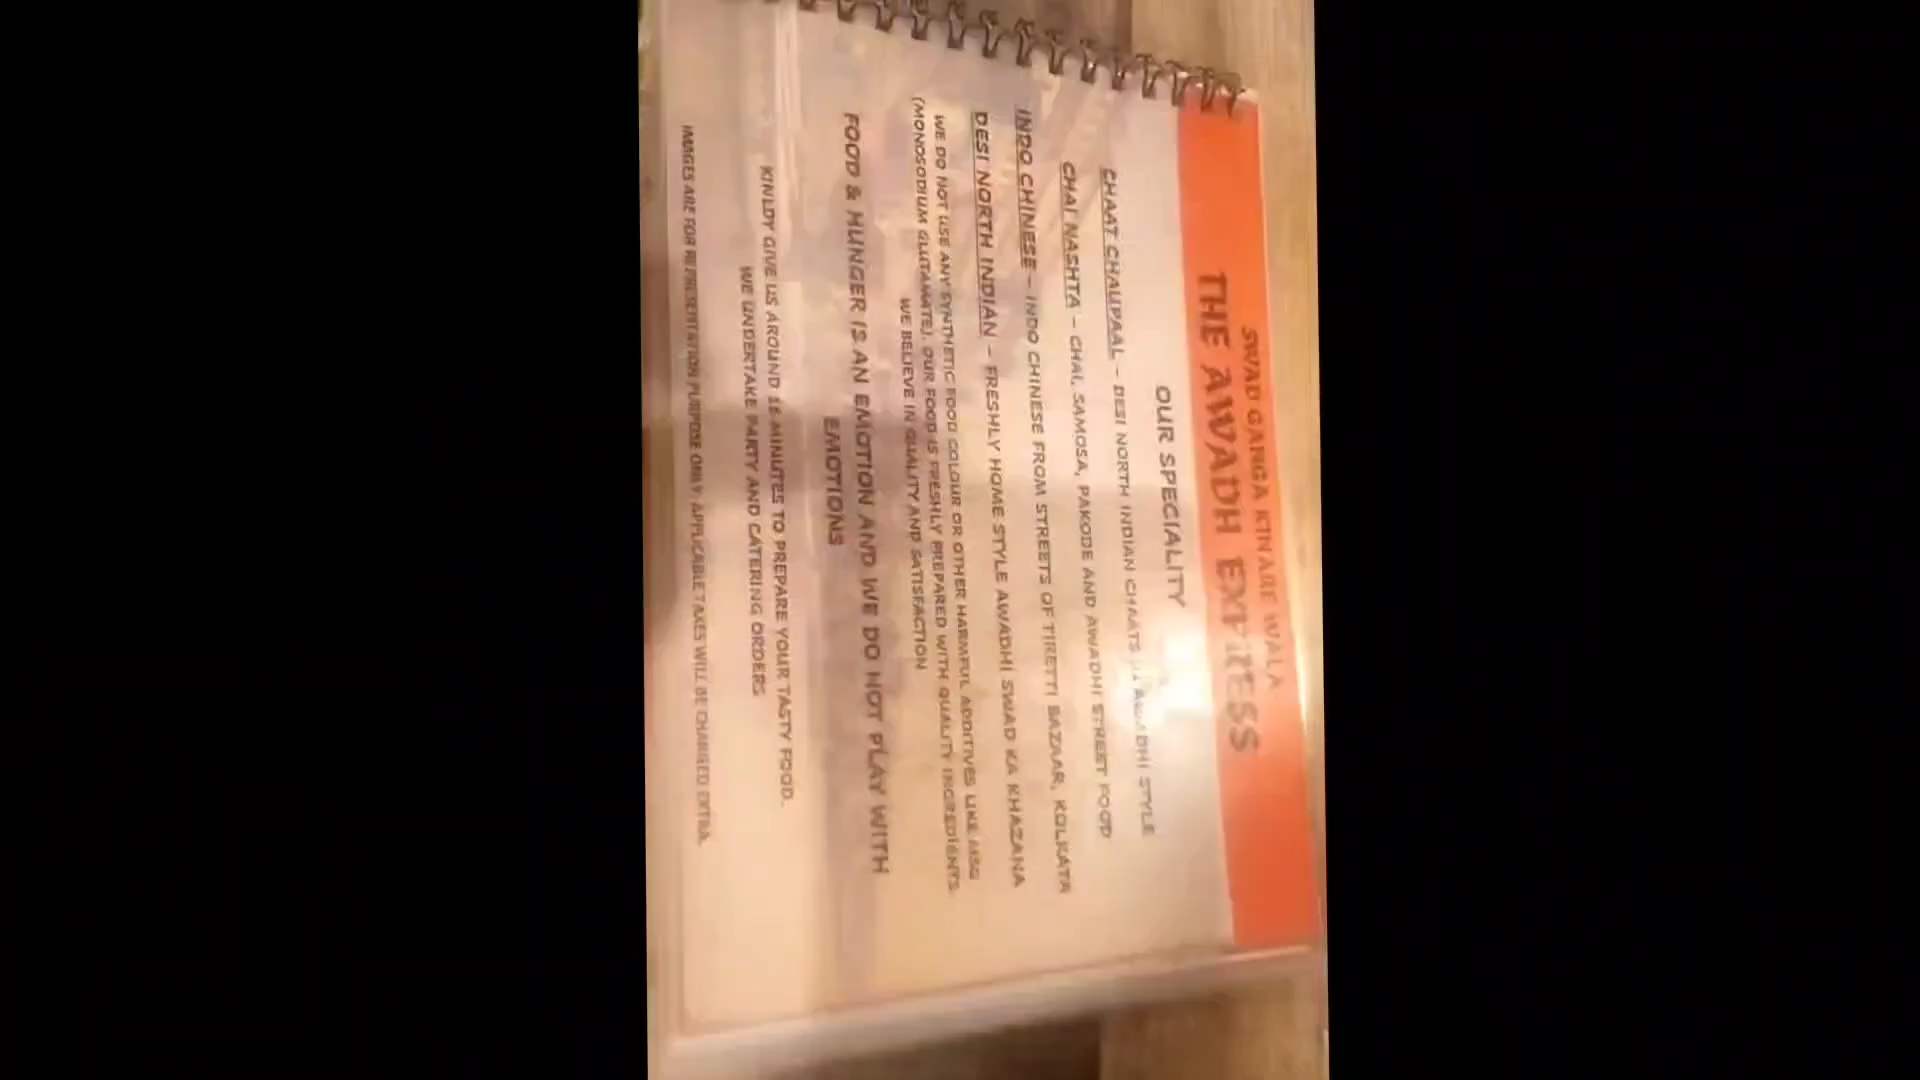 SWAD GANGA KINARE WALA
THE AWADH EXPRESS
OUR SPECIALITY
CHAAT CHAUPAAL – DESI NORTH INDIAN CHAATS IN AWADHI STYLE
CHAI NASHTA – CHAI, SAMOSA, PAKODE AND AWADHI STREET FOOD
INDO CHINESE – INDO CHINESE FROM STREETS OF TIRETTI BAZAAR, KOLKATA
DESI NORTH INDIAN – FRESHLY HOME STYLE AWADHI SWAD KA KHAZANA
WE DO NOT USE ANY SYNTHETIC FOOD COLOUR OR OTHER HARMFUL ADDITIVES LIKE MSG
(MONOSODIUM GLUTAMATE). OUR FOOD IS FRESHLY PREPARED WITH QUALITY INGREDIENTS.
WE BELIEVE IN QUALITY AND SATISFACTION
FOOD & HUNGER IS AN EMOTION AND WE DO NOT PLAY WITH
EMOTIONS
KINLDY GIVE US AROUND 15 MINUTES TO PREPARE YOUR TASTY FOOD.
WE UNDERTAKE PARTY AND CATERING ORDERS
IMAGES ARE FOR REPRESENTATION PURPOSE ONLY. APPLICABLE TAXES WILL BE CHARGED EXTRA.